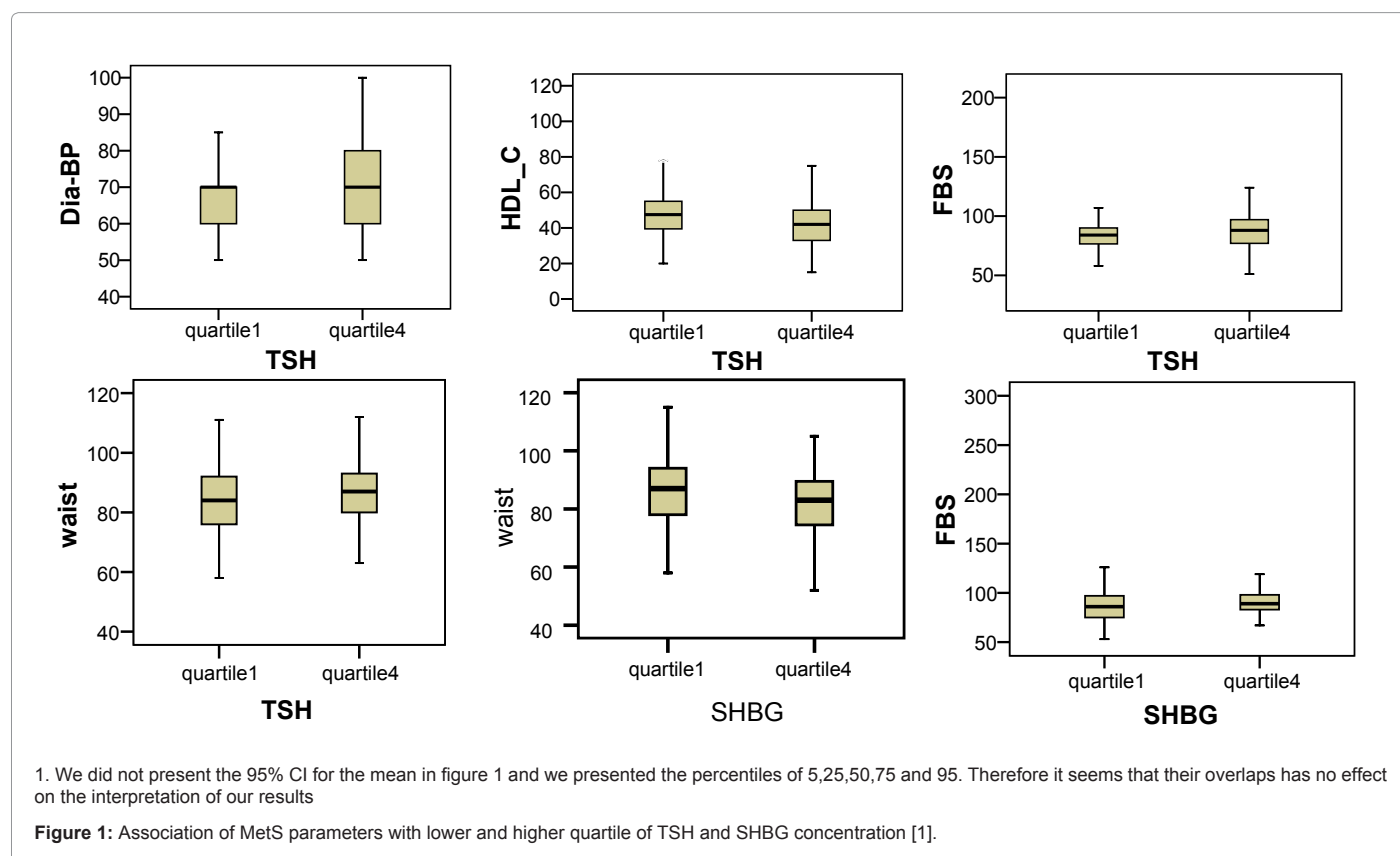 Dia-BP
100
90
80
70
60
50
40
quartile1 quartile4
TSH
HDL_C
120
100
80
60
40
20
0
quartile1 quartile4
TSH
FBS
200
150
100
50
quartile1 quartile4
TSH
waist
120
100
80
60
40
quartile1 quartile4
TSH
waist
120
100
80
60
40
quartile1 quartile4
SHBG
FBS
300
250
200
150
100
50
quartile1 quartile4
SHBG
1. We did not present the 95% CI for the mean in figure 1 and we presented the percentiles of 5,25,50,75 and 95. Therefore it seems that their overlaps has no effect
on the interpretation of our results
Figure 1: Association of MetS parameters with lower and higher quartile of TSH and SHBG concentration [1].